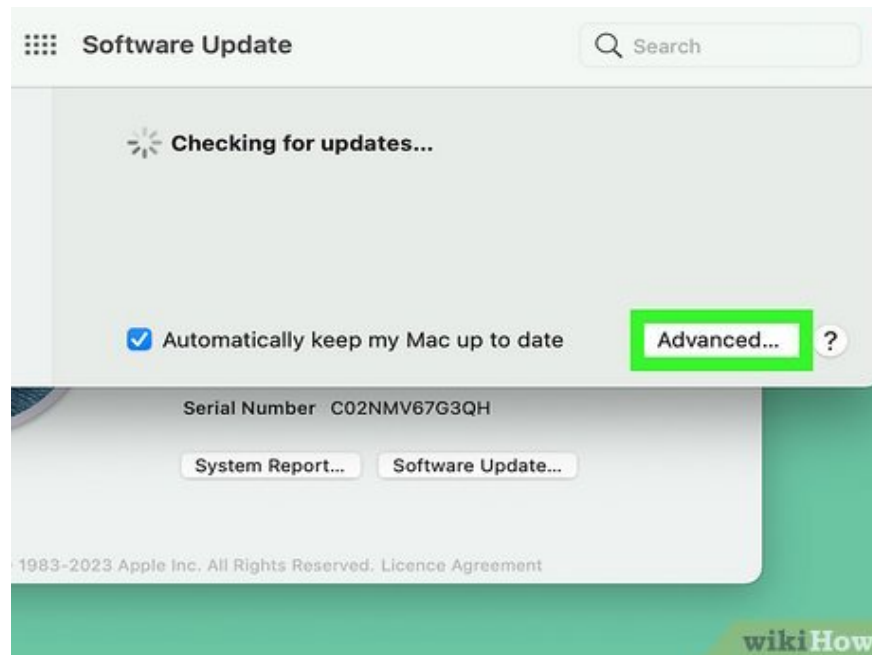 Software Update
Search
Checking for updates...
Automatically keep my Mac up to date
Advanced...
?
Serial Number C02NMV67G3QH
System Report...
Software Update...
1983-2023 Apple Inc. All Rights Reserved. Licence Agreement
wikiHow